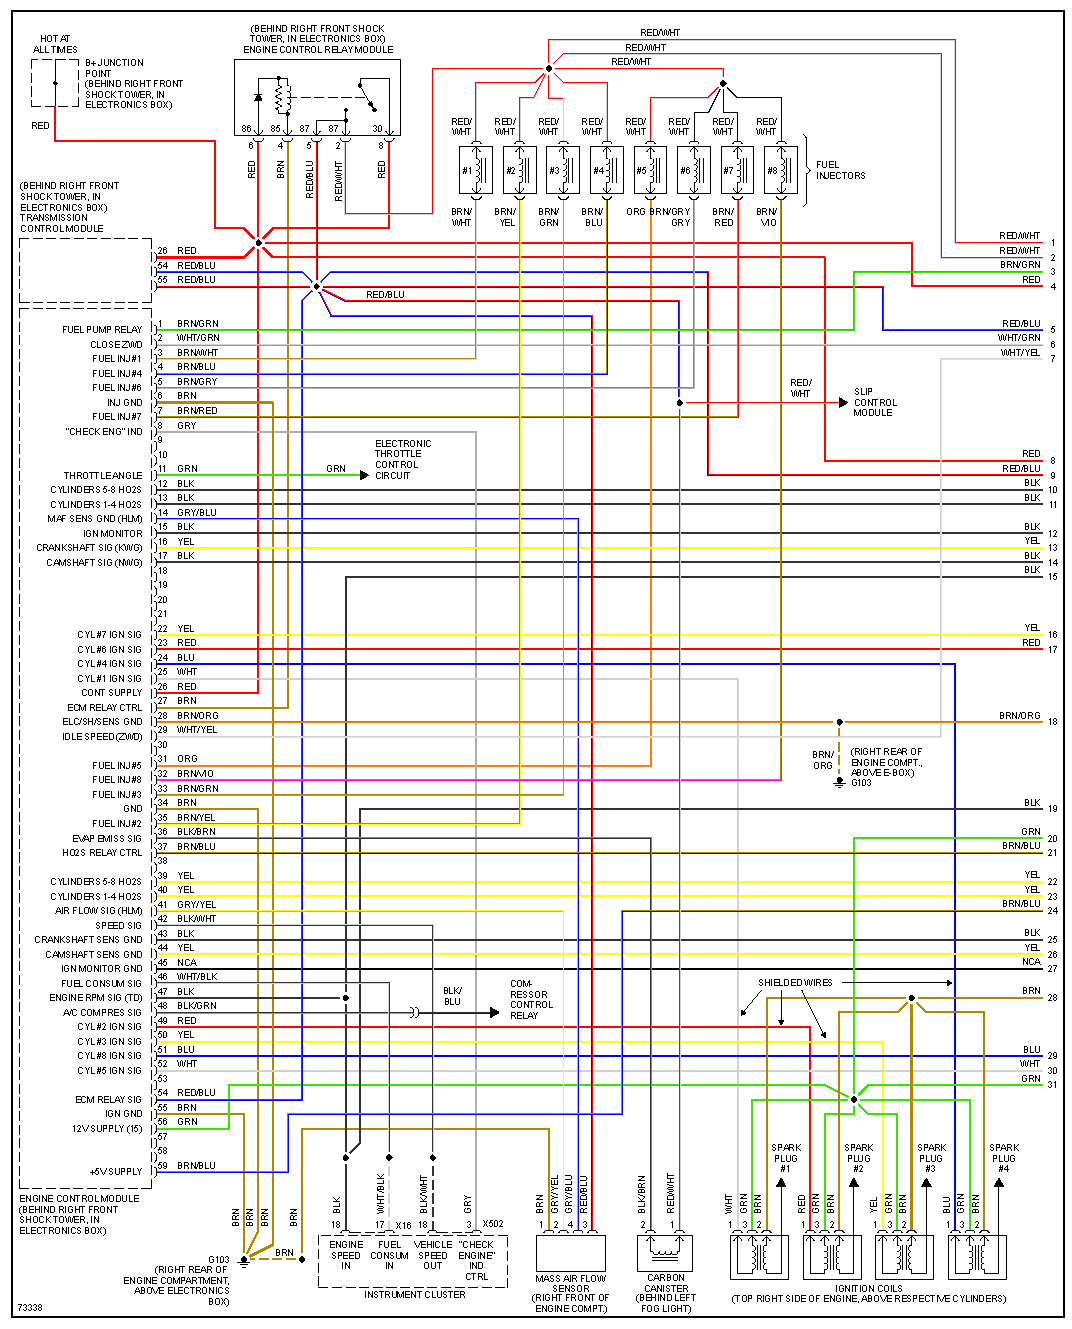 HOT AT
ALL TIMES
B+ JUNCTION
POINT
(BEHIND RIGHT FRONT
SHOCK TOWER, IN
ELECTRONICS BOX)
RED
(BEHIND RIGHT FRONT SHOCK
TOWER, IN ELECTRONICS BOX)
ENGINE CONTROL RELAY MODULE
86 85 87 87 30
6 4 5 2 8
RED
BRN
RED/BLU
RED/WHT
RED
RED/WHT
RED/WHT
RED/WHT
RED/ WHT
RED/ WHT
RED/ WHT
RED/ WHT
RED/ WHT
RED/ WHT
RED/ WHT
RED/ WHT
#1 #2 #3 #4 #5 #6 #7 #8
FUEL
INJECTORS
BRN/ WHT
BRN/ YEL
BRN/ GRN
BRN/ BLU
ORG
BRN/GRY
GRY
BRN/ RED
BRN/ VIO
(BEHIND RIGHT FRONT
SHOCK TOWER, IN
ELECTRONICS BOX)
TRANSMISSION
CONTROL MODULE
26 RED
54 RED/BLU
55 RED/BLU
RED/BLU
RED/WHT 1
RED/WHT 2
BRN/GRN 3
RED 4
RED/BLU 5
WHT/GRN 6
WHT/YEL 7
FUEL PUMP RELAY 1 BRN/GRN
CLOSE ZWD 2 WHT/GRN
FUEL INJ #1 3 BRN/WHT
FUEL INJ #4 4 BRN/BLU
FUEL INJ #6 5 BRN/GRY
INJ GND 6 BRN
FUEL INJ #7 7 BRN/RED
"CHECK ENG" IND 8 GRY
9
10
THROTTLE ANGLE 11 GRN
GRN
ELECTRONIC
THROTTLE
CONTROL
CIRCUIT
RED/
WHT
SLIP
CONTROL
MODULE
CYLINDERS 5-8 HO2S 12 BLK
CYLINDERS 1-4 HO2S 13 BLK
MAF SENS GND (HLM) 14 GRY/BLU
IGN MONITOR 15 BLK
CRANKSHAFT SIG (KWG) 16 YEL
CAMSHAFT SIG (NWG) 17 BLK
18
19
20
21
RED 8
RED/BLU 9
BLK 10
BLK 11
BLK 12
YEL 13
BLK 14
BLK 15
YEL 16
RED 17
CYL #7 IGN SIG 22 YEL
CYL #6 IGN SIG 23 RED
CYL #4 IGN SIG 24 BLU
CYL #1 IGN SIG 25 WHT
CONT SUPPLY 26 RED
ECM RELAY CTRL 27 BRN
ELC/SH/SENS GND 28 BRN/ORG
IDLE SPEED (ZWD) 29 WHT/YEL
30
FUEL INJ #5 31 ORG
FUEL INJ #8 32 BRN/VIO
FUEL INJ #3 33 BRN/GRN
GND 34 BRN
FUEL INJ #2 35 BRN/YEL
EVAP EMISS SIG 36 BLK/BRN
HO2S RELAY CTRL 37 BRN/BLU
38
BRN/ORG 18
BRN/
ORG
(RIGHT REAR OF
ENGINE COMPT.,
ABOVE E-BOX)
G103
BLK 19
GRN 20
BRN/BLU 21
CYLINDERS 5-8 HO2S 39 YEL
CYLINDERS 1-4 HO2S 40 YEL
AIR FLOW SIG (HLM) 41 GRY/YEL
SPEED SIG 42 BLK/WHT
CRANKSHAFT SENS GND 43 BLK
CAMSHAFT SENS GND 44 YEL
IGN MONITOR GND 45 NCA
FUEL CONSUM SIG 46 WHT/BLK
ENGINE RPM SIG (TD) 47 BLK
A/C COMPRES SIG 48 BLK/GRN
CYL #2 IGN SIG 49 RED
CYL #3 IGN SIG 50 YEL
CYL #8 IGN SIG 51 BLU
CYL #5 IGN SIG 52 WHT
53
ECM RELAY SIG 54 RED/BLU
IGN GND 55 BRN
12V SUPPLY (15) 56 GRN
57
58
+5V SUPPLY 59 BRN/BLU
YEL 22
YEL 23
BRN/BLU 24
BLK 25
YEL 26
NCA 27
BRN 28
BLU 29
WHT 30
GRN 31
BLK/
BLU
COM-
RESSOR
CONTROL
RELAY
SHIELDED WIRES
ENGINE CONTROL MODULE
(BEHIND RIGHT FRONT
SHOCK TOWER, IN
ELECTRONICS BOX)
BRN
BRN
BRN
BRN
BRN
G103
(RIGHT REAR OF
ENGINE COMPARTMENT,
ABOVE ELECTRONICS
BOX)
BLK
WHT/BLK
BLK/WHT
GRY
18 17 X16 18 3 X502
ENGINE
SPEED
IN
FUEL
CONSUM
IN
VEHICLE
SPEED
OUT
"CHECK
ENGINE"
IND
CTRL
INSTRUMENT CLUSTER
BRN
GRY/YEL
GRY/BLU
RED/BLU
1 2 4 3
MASS AIR FLOW
SENSOR
(RIGHT FRONT OF
ENGINE COMPT.)
BLK/BRN
RED/WHT
2 1
CARBON
CANISTER
(BEHIND LEFT
FOG LIGHT)
SPARK
PLUG
#1
SPARK
PLUG
#2
SPARK
PLUG
#3
SPARK
PLUG
#4
WHT GRN BRN
RED GRN BRN
YEL GRN BRN
BLU GRN BRN
1 3 2
1 3 2
1 3 2
1 3 2
IGNITION COILS
(TOP RIGHT SIDE OF ENGINE, ABOVE RESPECTIVE CYLINDERS)
73338